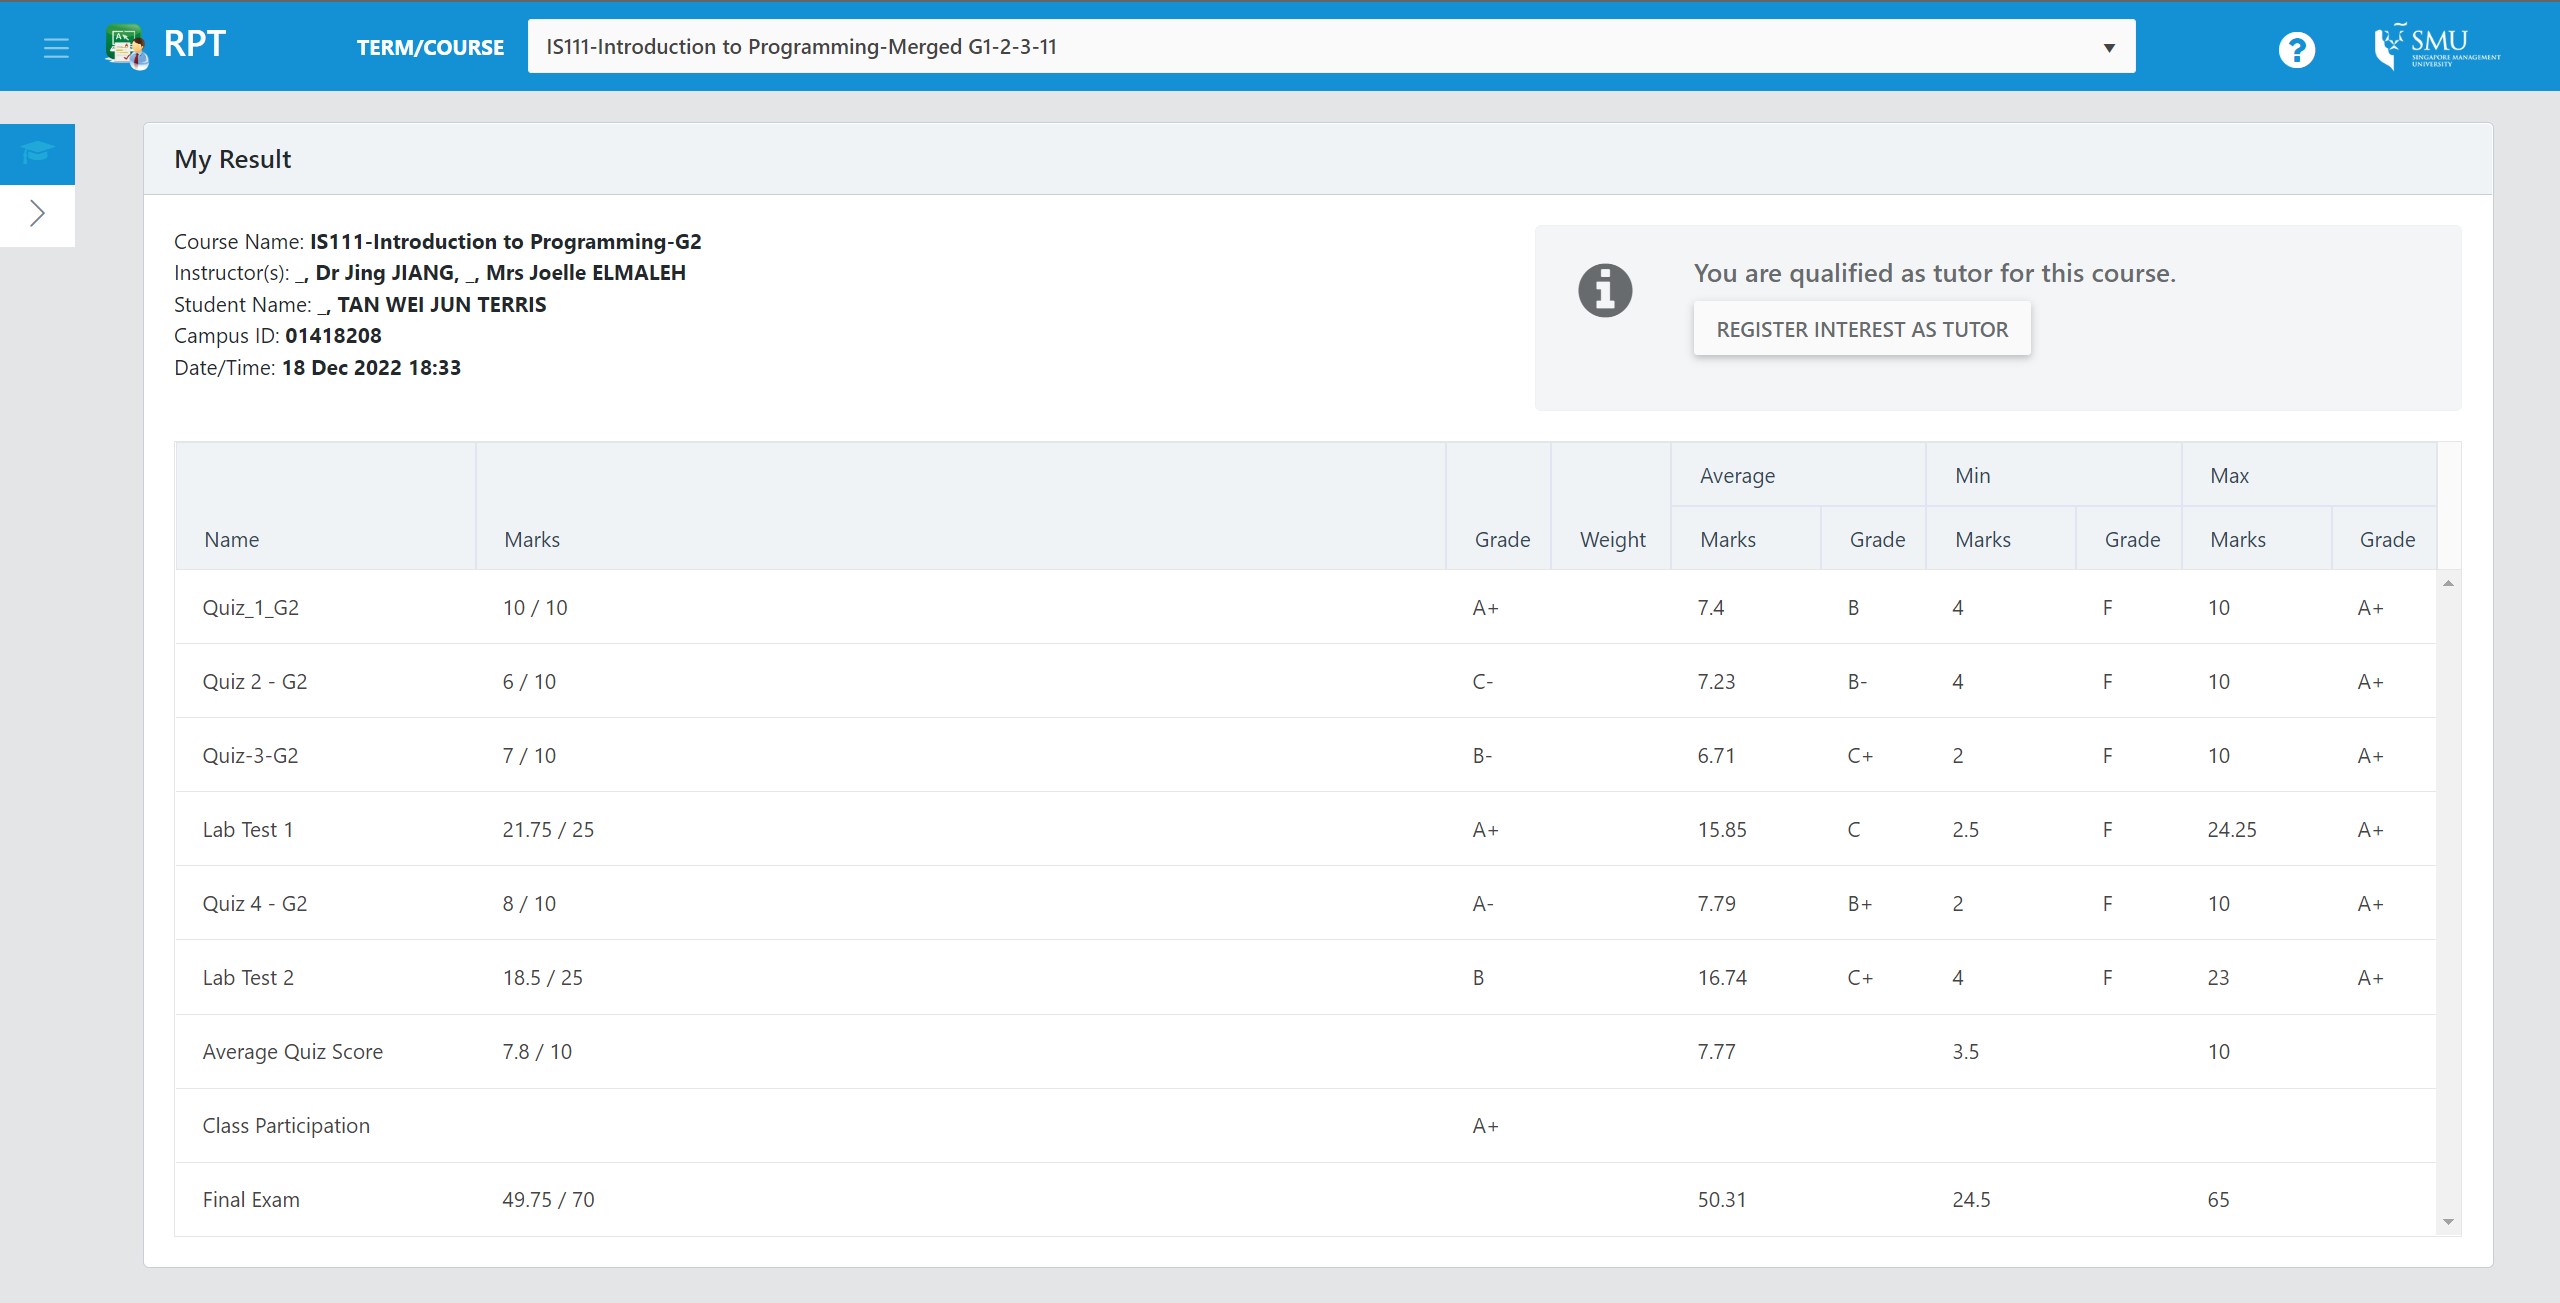 RPT TERM/COURSE IS111-Introduction to Programming-Merged G1-2-3-11 ? SMU SINGAPORE MANAGEMENT UNIVERSITY
My Result
Course Name: IS111-Introduction to Programming-G2
Instructor(s): _, Dr Jing JIANG, _, Mrs Joelle ELMALEH
Student Name: _, TAN WEI JUN TERRIS
Campus ID: 01418208
Date/Time: 18 Dec 2022 18:33
You are qualified as tutor for this course.
REGISTER INTEREST AS TUTOR
Average Min Max
Name Marks Grade Weight Marks Grade Marks Grade Marks Grade
Quiz_1_G2 10 / 10 A+ 7.4 B 4 F 10 A+
Quiz 2 - G2 6 / 10 C- 7.23 B- 4 F 10 A+
Quiz-3-G2 7 / 10 B- 6.71 C+ 2 F 10 A+
Lab Test 1 21.75 / 25 A+ 15.85 C 2.5 F 24.25 A+
Quiz 4 - G2 8 / 10 A- 7.79 B+ 2 F 10 A+
Lab Test 2 18.5 / 25 B 16.74 C+ 4 F 23 A+
Average Quiz Score 7.8 / 10 7.77 3.5 10
Class Participation A+
Final Exam 49.75 / 70 50.31 24.5 65